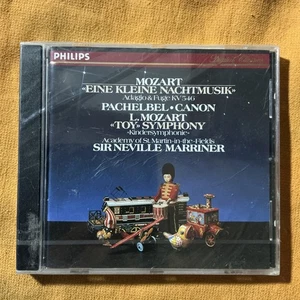 PHILIPS
MOZART
»EINE KLEINE NACHTMUSIK«
Adagio & Fuge KV 546
PACHELBEL • CANON
L. MOZART
»TOY« SYMPHONY
»Kindersymphonie«
Academy of St. Martin-in-the-Fields
SIR NEVILLE MARRINER